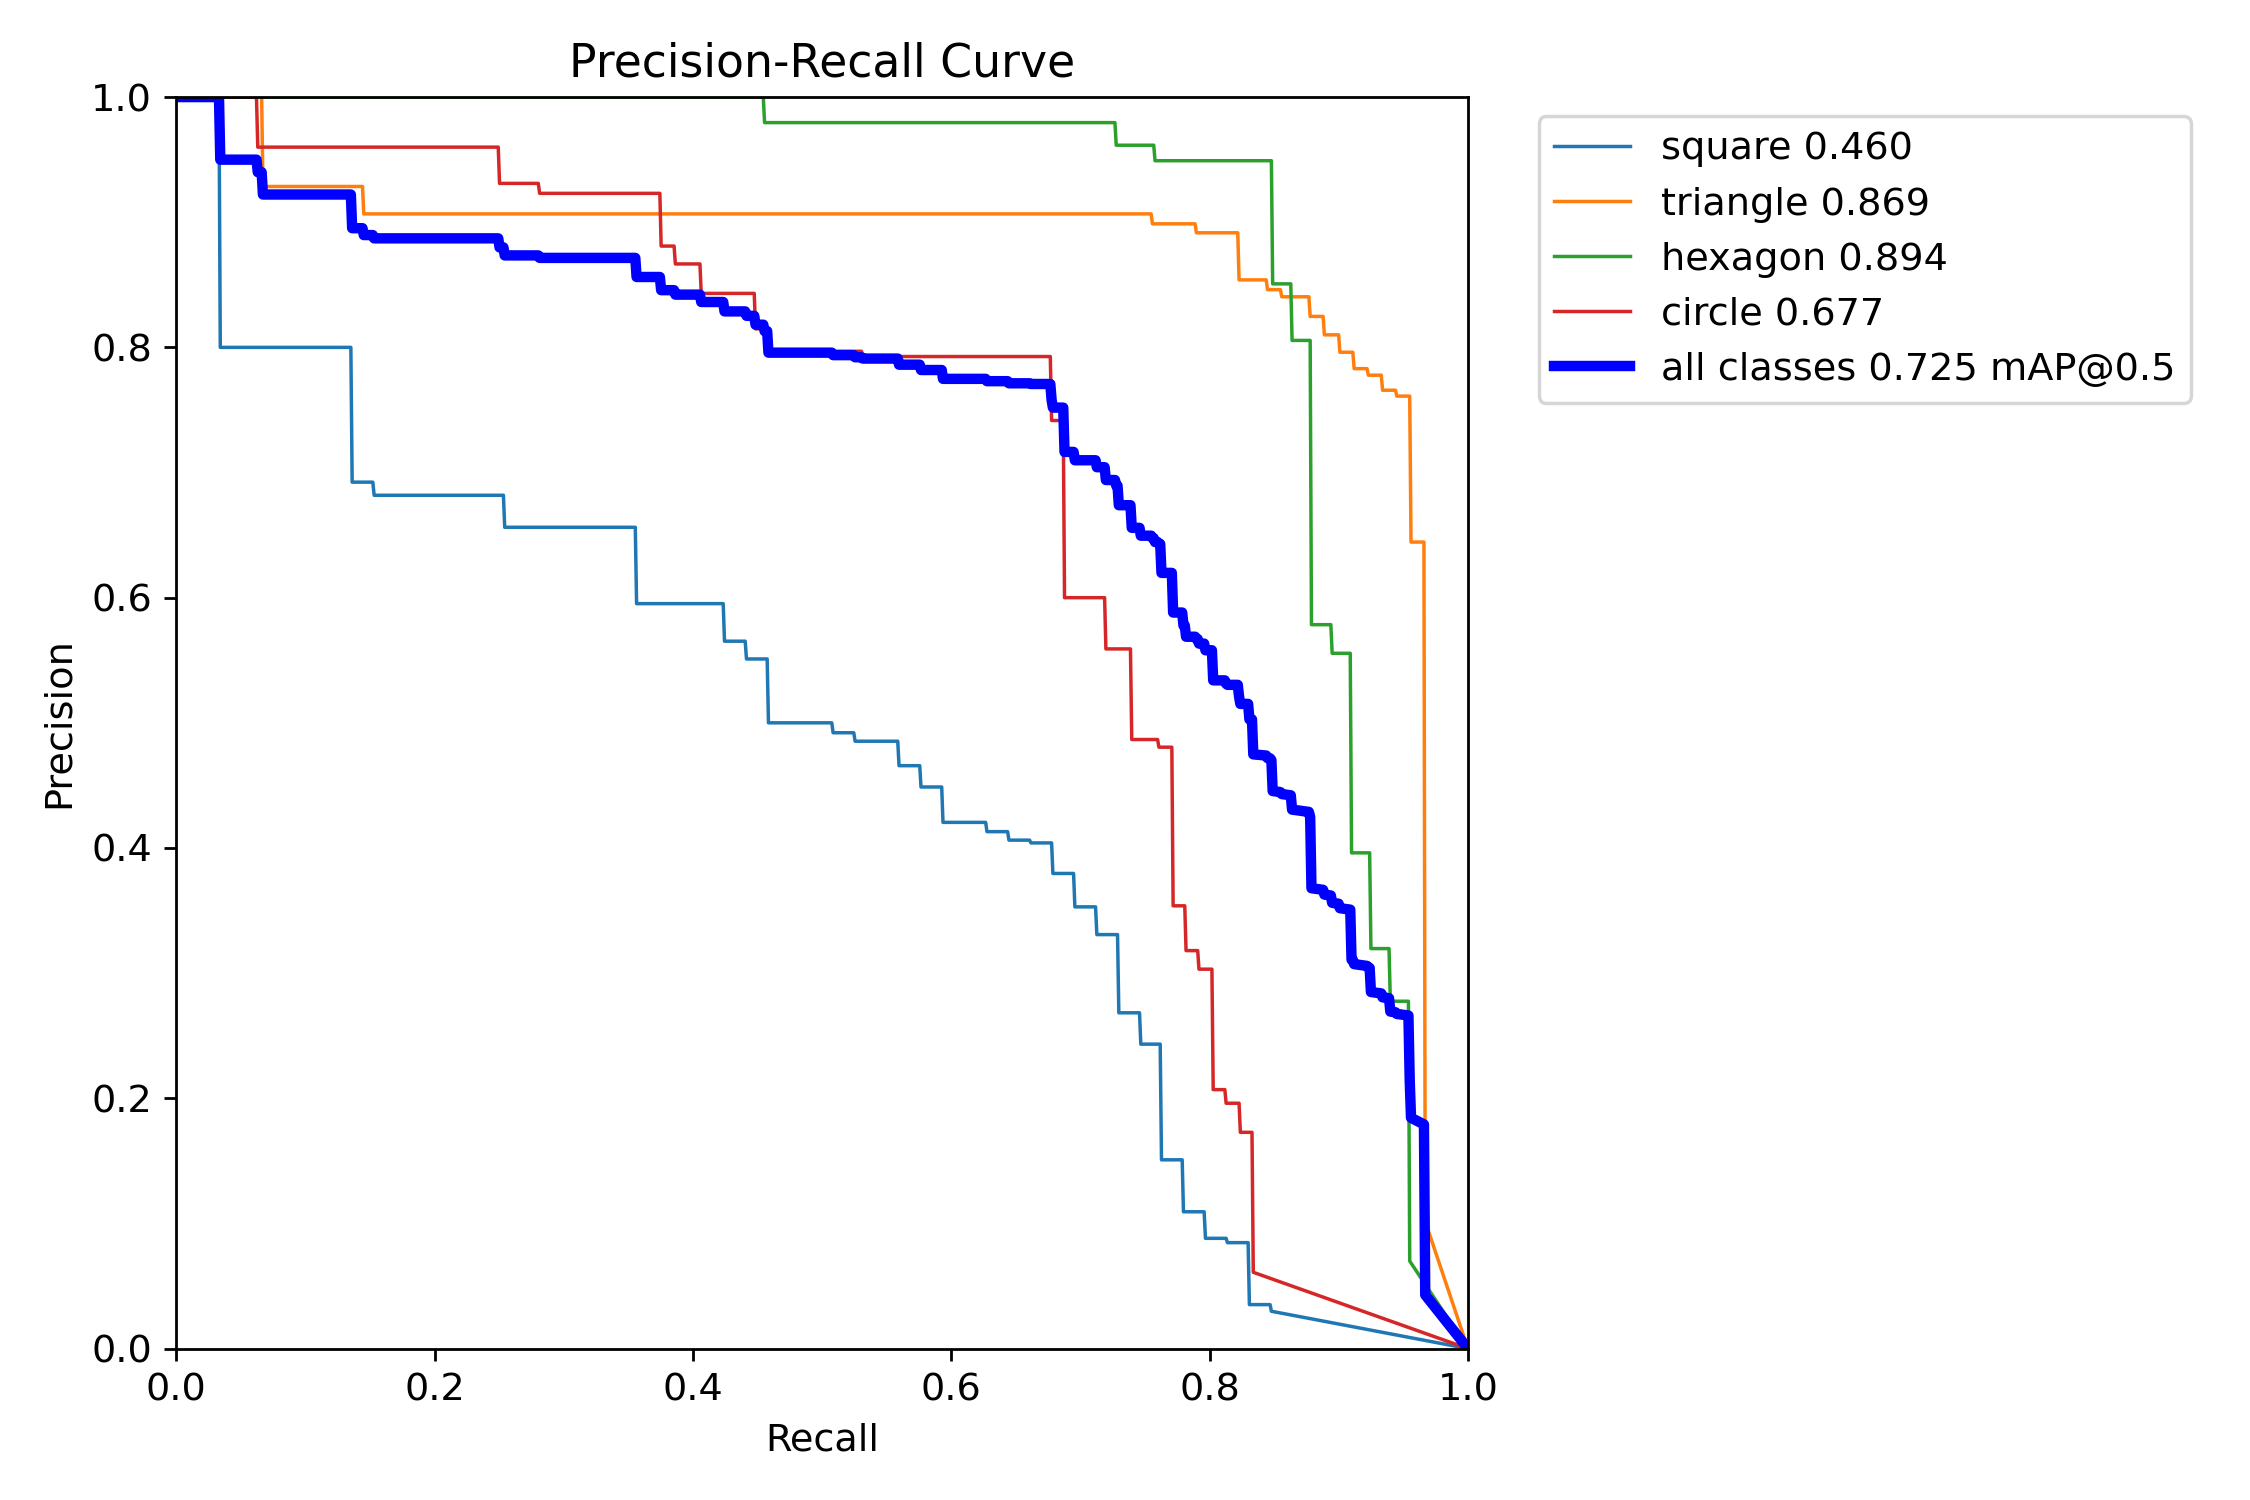 Precision-Recall Curve
1.0
0.8
0.6
0.4
0.2
0.0
Precision
0.0 0.2 0.4 0.6 0.8 1.0
Recall
square 0.460
triangle 0.869
hexagon 0.894
circle 0.677
all classes 0.725 mAP@0.5